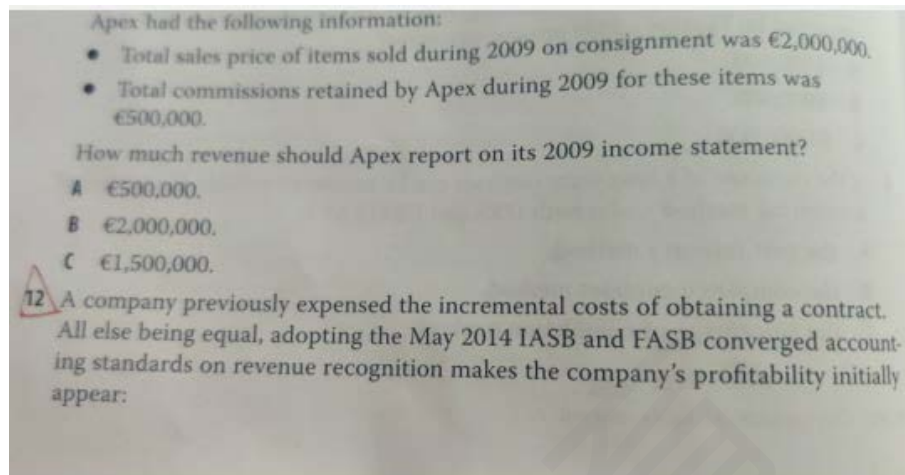 Apex had the following information:
• Total sales price of items sold during 2009 on consignment was €2,000,000.
• Total commissions retained by Apex during 2009 for these items was
€500,000.
How much revenue should Apex report on its 2009 income statement?
A €500,000.
B €2,000,000.
C €1,500,000.
12 A company previously expensed the incremental costs of obtaining a contract.
All else being equal, adopting the May 2014 IASB and FASB converged account-
ing standards on revenue recognition makes the company's profitability initially
appear: